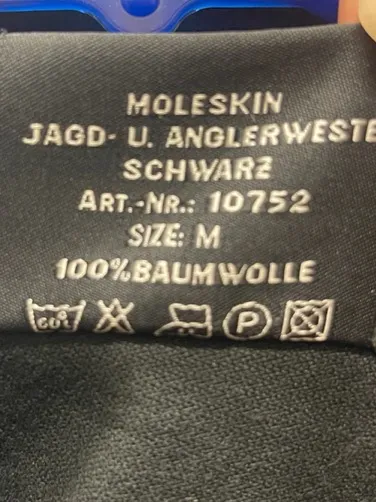 MOLESKIN
JAGD- U. ANGLERWESTE
SCHWARZ
ART.-NR.: 10752
SIZE: M
100%BAUMWOLLE
P